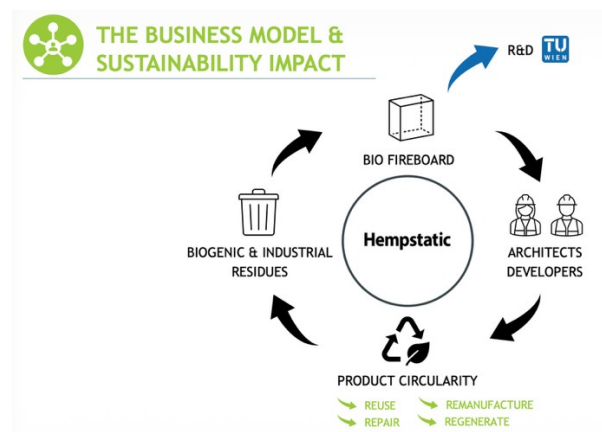 THE BUSINESS MODEL &
SUSTAINABILITY IMPACT
R&D TU
WIEN
BIO FIREBOARD
Hempstatic
BIOGENIC & INDUSTRIAL
RESIDUES
ARCHITECTS
DEVELOPERS
PRODUCT CIRCULARITY
REUSE REMANUFACTURE
REPAIR REGENERATE